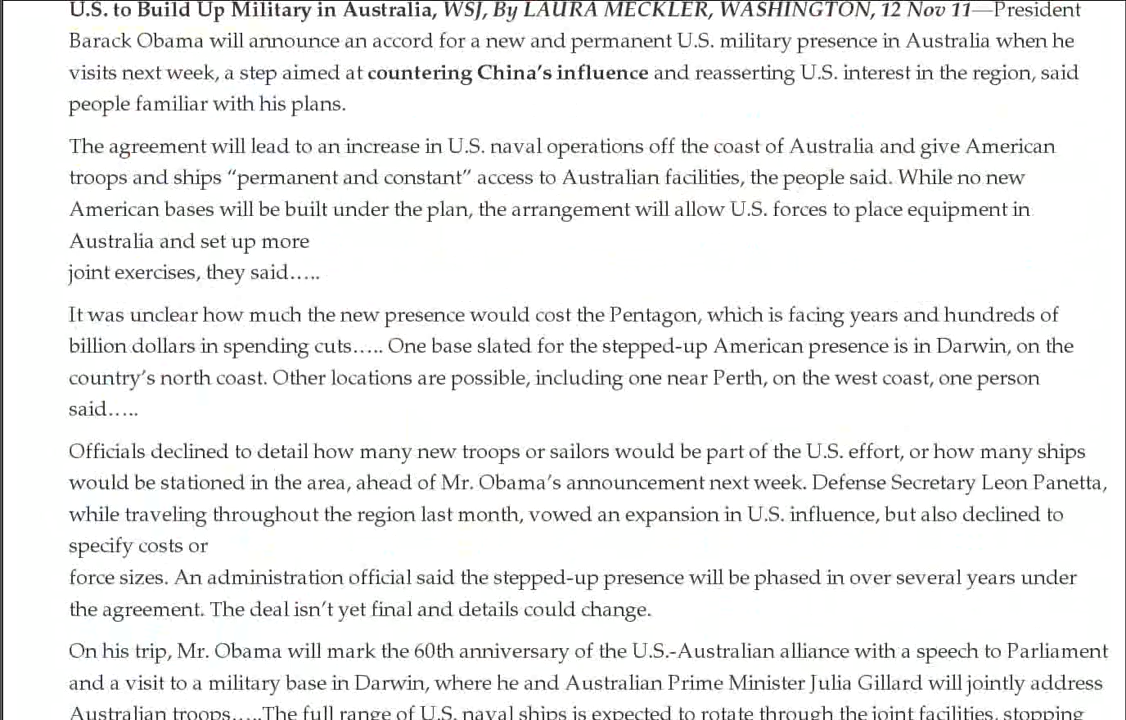 U.S. to Build Up Military in Australia, WSJ, By LAURA MECKLER, WASHINGTON, 12 Nov 11—President
Barack Obama will announce an accord for a new and permanent U.S. military presence in Australia when he
visits next week, a step aimed at countering China's influence and reasserting U.S. interest in the region, said
people familiar with his plans.
The agreement will lead to an increase in U.S. naval operations off the coast of Australia and give American
troops and ships "permanent and constant" access to Australian facilities, the people said. While no new
American bases will be built under the plan, the arrangement will allow U.S. forces to place equipment in
Australia and set up more
joint exercises, they said…..
It was unclear how much the new presence would cost the Pentagon, which is facing years and hundreds of
billion dollars in spending cuts….. One base slated for the stepped-up American presence is in Darwin, on the
country's north coast. Other locations are possible, including one near Perth, on the west coast, one person
said…..
Officials declined to detail how many new troops or sailors would be part of the U.S. effort, or how many ships
would be stationed in the area, ahead of Mr. Obama's announcement next week. Defense Secretary Leon Panetta,
while traveling throughout the region last month, vowed an expansion in U.S. influence, but also declined to
specify costs or
force sizes. An administration official said the stepped-up presence will be phased in over several years under
the agreement. The deal isn't yet final and details could change.
On his trip, Mr. Obama will mark the 60th anniversary of the U.S.-Australian alliance with a speech to Parliament
and a visit to a military base in Darwin, where he and Australian Prime Minister Julia Gillard will jointly address
Australian troops…..The full range of U.S. naval ships is expected to rotate through the joint facilities, stopping